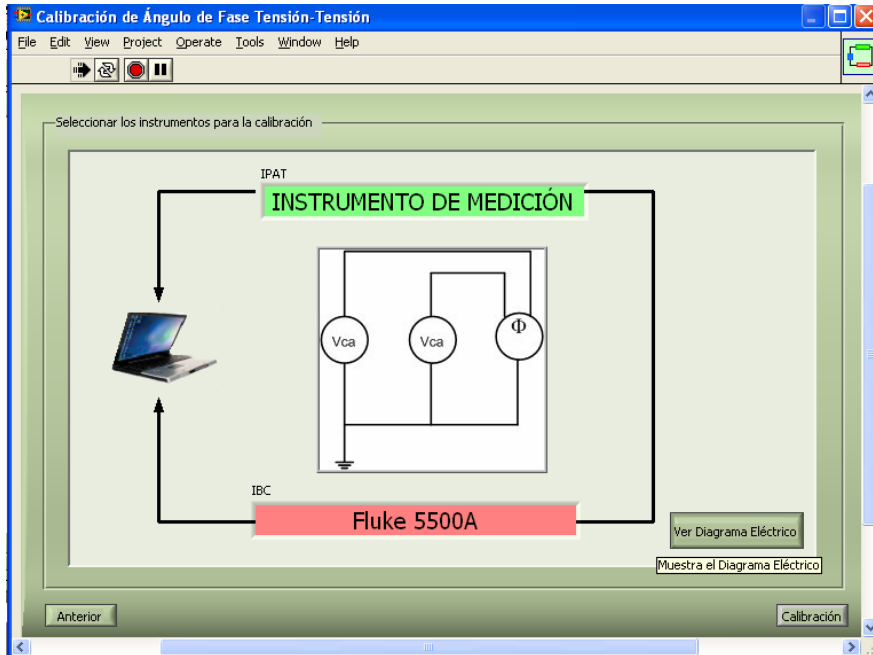 Calibración de Ángulo de Fase Tensión-Tensión
File Edit View Project Operate Tools Window Help
Seleccionar los instrumentos para la calibración
IPAT
INSTRUMENTO DE MEDICIÓN
Vca Vca Φ
IBC
Fluke 5500A
Ver Diagrama Eléctrico
Muestra el Diagrama Eléctrico
Anterior Calibración